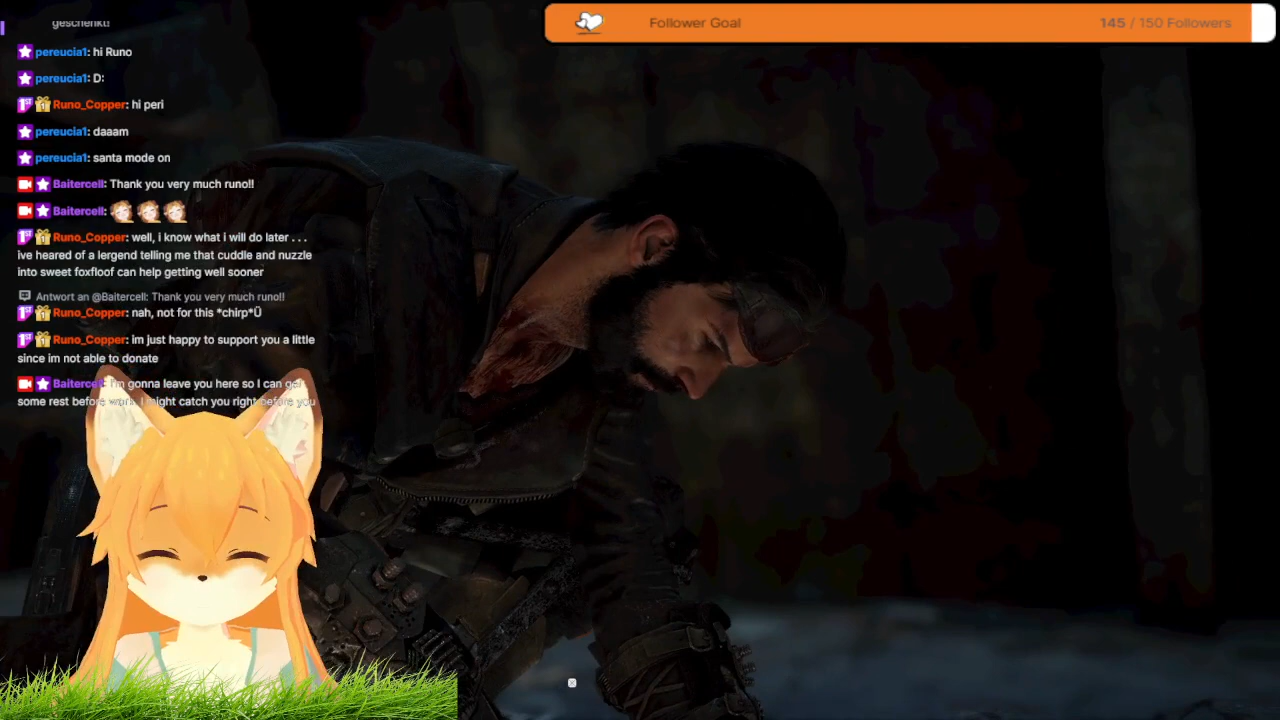 geschenkt!
Follower Goal
145 / 150 Followers
pereucia1: hi Runo
pereucia1: D:
Runo_Copper: hi peri
pereucia1: daaam
pereucia1: santa mode on
Baitercell: Thank you very much runo!!
Baitercell:
Runo_Copper: well, i know what i will do later . . .
ive heared of a lergend telling me that cuddle and nuzzle
into sweet foxfloof can help getting well sooner
Antwort an @Baitercell: Thank you very much runo!!
Runo_Copper: nah, not for this *chirp*Ü
Runo_Copper: im just happy to support you a little
since im not able to donate
Baitercell: I'm gonna leave you here so I can get
some rest before work. I might catch you right before you